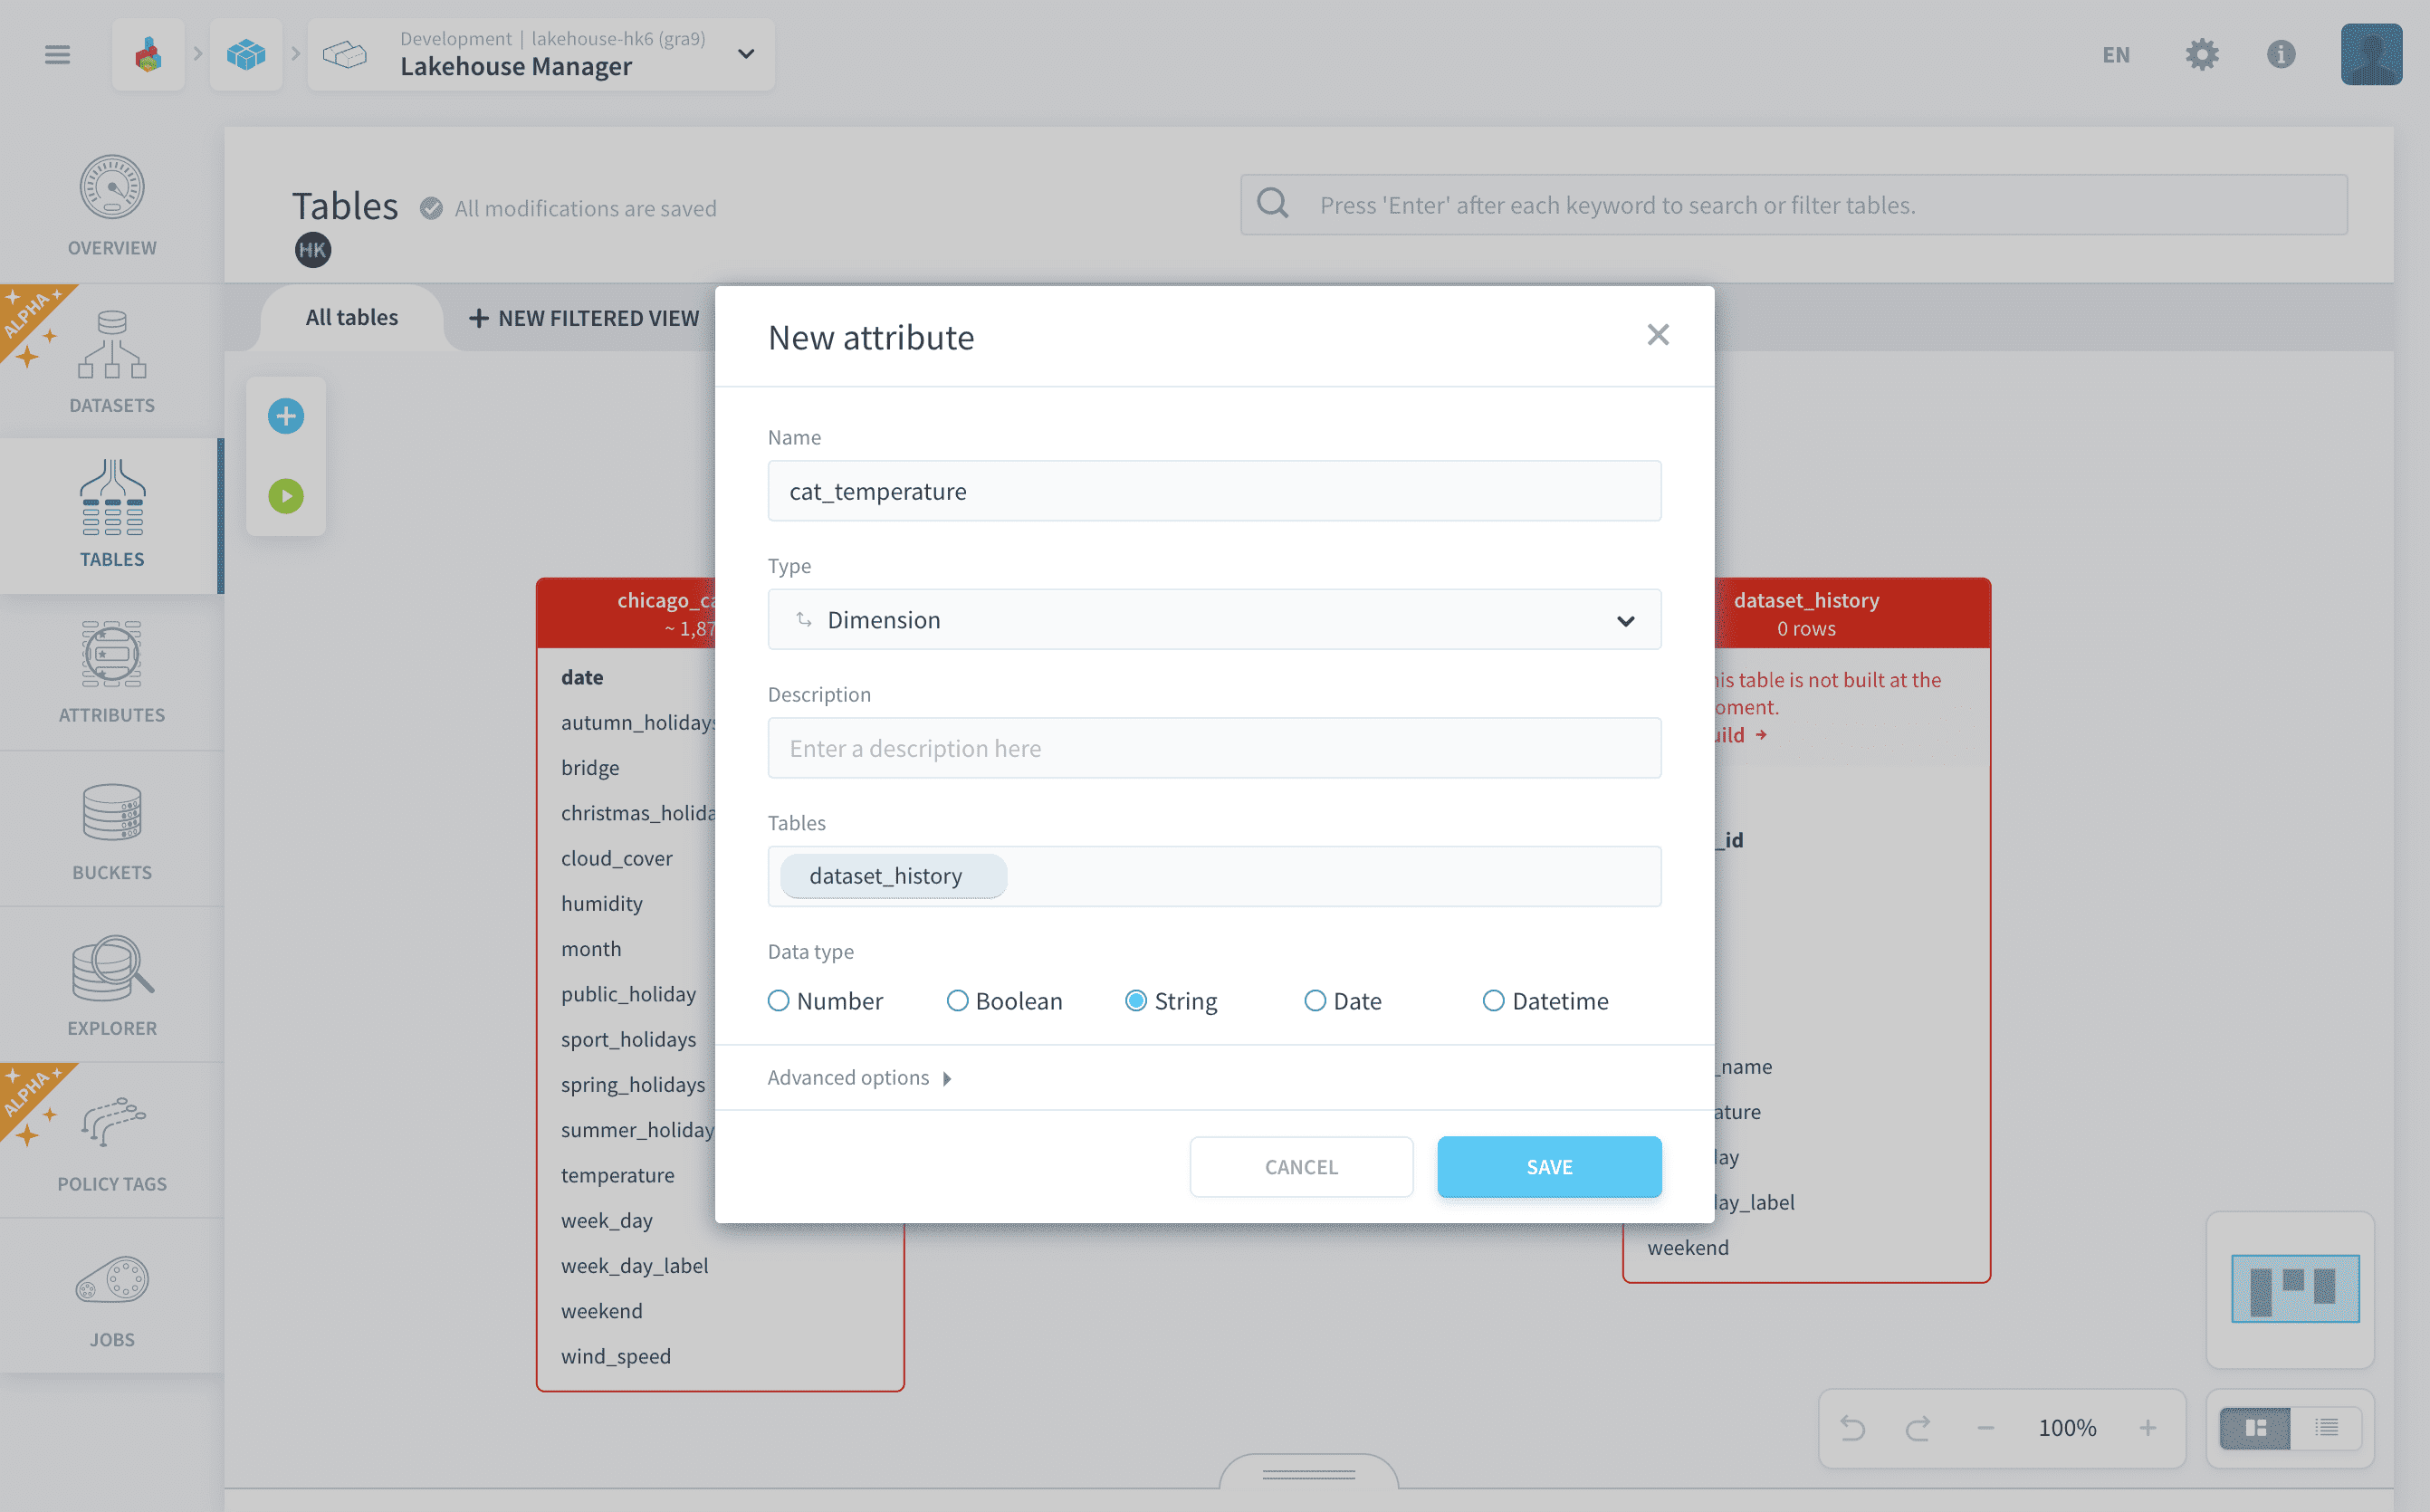 Development | lakehouse-hk6 (gra9)
Lakehouse Manager
EN
OVERVIEW
ALPHA
DATASETS
TABLES
ATTRIBUTES
BUCKETS
EXPLORER
ALPHA
POLICY TAGS
JOBS
Tables
All modifications are saved
HK
Press 'Enter' after each keyword to search or filter tables.
All tables
+ NEW FILTERED VIEW
chicago_ca
~ 1,87
date
autumn_holidays
bridge
christmas_holida
cloud_cover
humidity
month
public_holiday
sport_holidays
spring_holidays
summer_holiday
temperature
week_day
week_day_label
weekend
wind_speed
New attribute
Name
cat_temperature
Type
Dimension
Description
Enter a description here
Tables
dataset_history
Data type
Number
Boolean
String
Date
Datetime
Advanced options
CANCEL
SAVE
dataset_history
0 rows
his table is not built at the
oment.
uild →
_id
_name
ature
lay
lay_label
weekend
100%